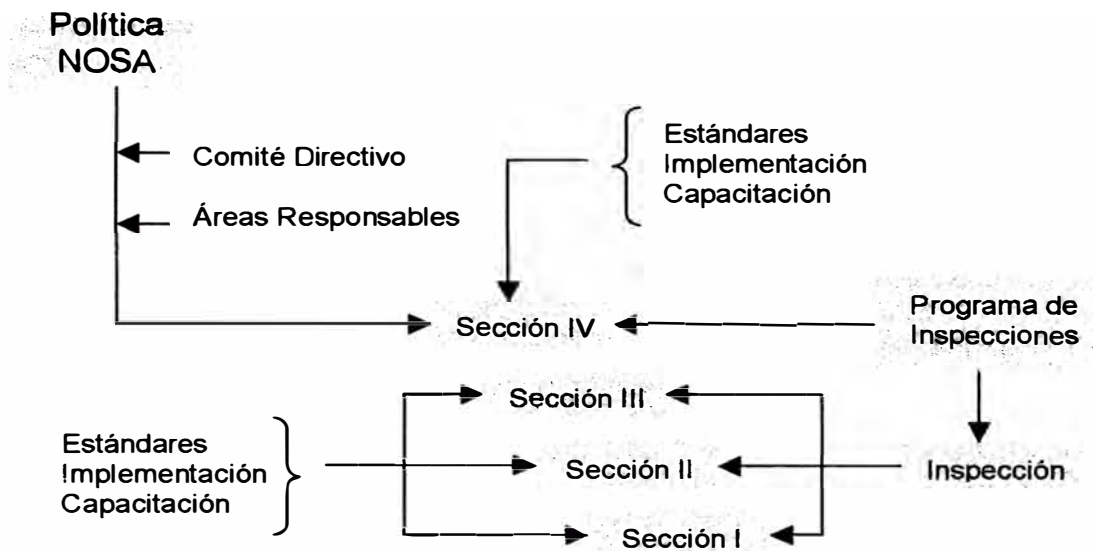 Política
NOSA
Comité Directivo
Áreas Responsables
Estándares
Implementación
Capacitación
Sección IV
Programa de
Inspecciones
Sección III
Estándares
Implementación
Capacitación
Sección II
Inspección
Sección I